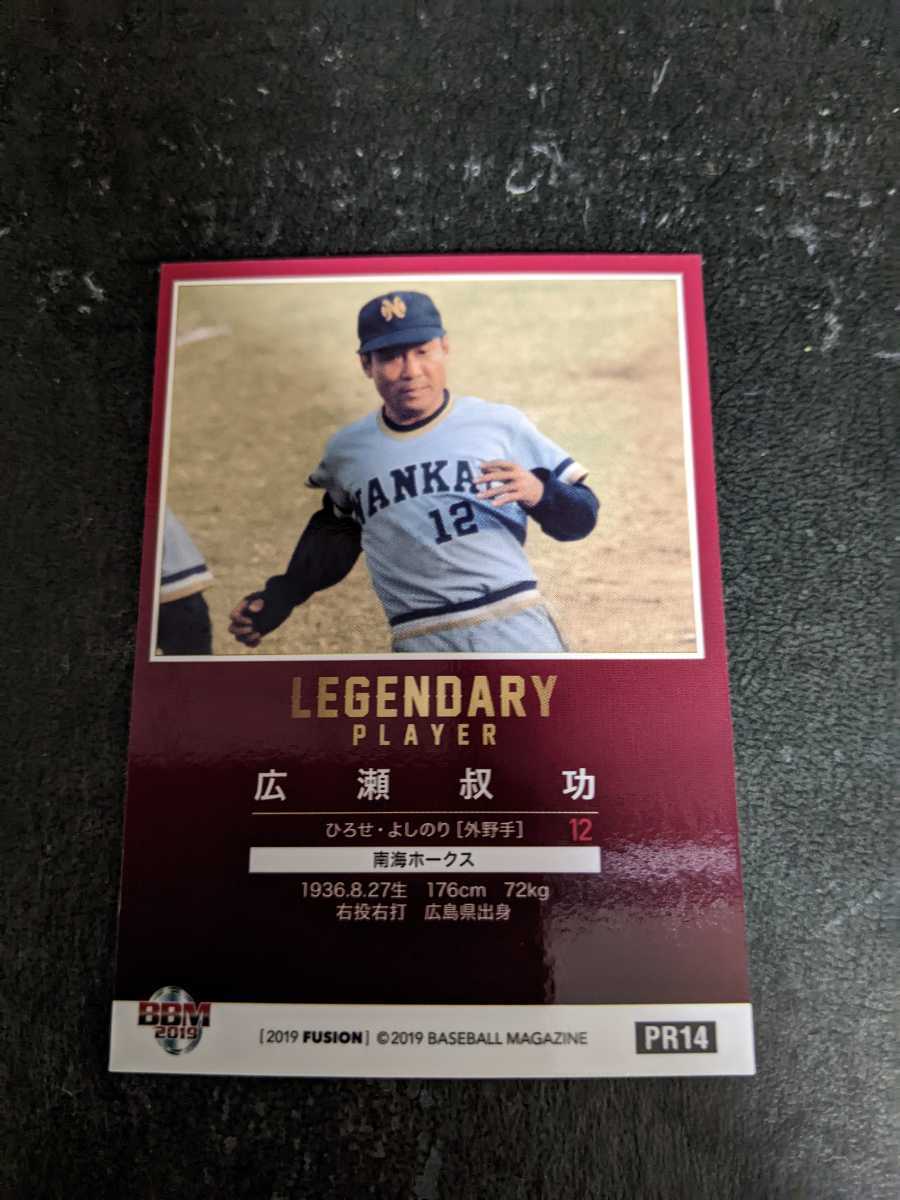 NANKA
12
LEGENDARY
PLAYER
広瀬叔功
ひろせ・よしのり [外野手] 12
南海ホークス
1936.8.27生 176cm 72kg
右投右打 広島県出身
BBM
2019
[2019 FUSION] ©2019 BASEBALL MAGAZINE
PR14